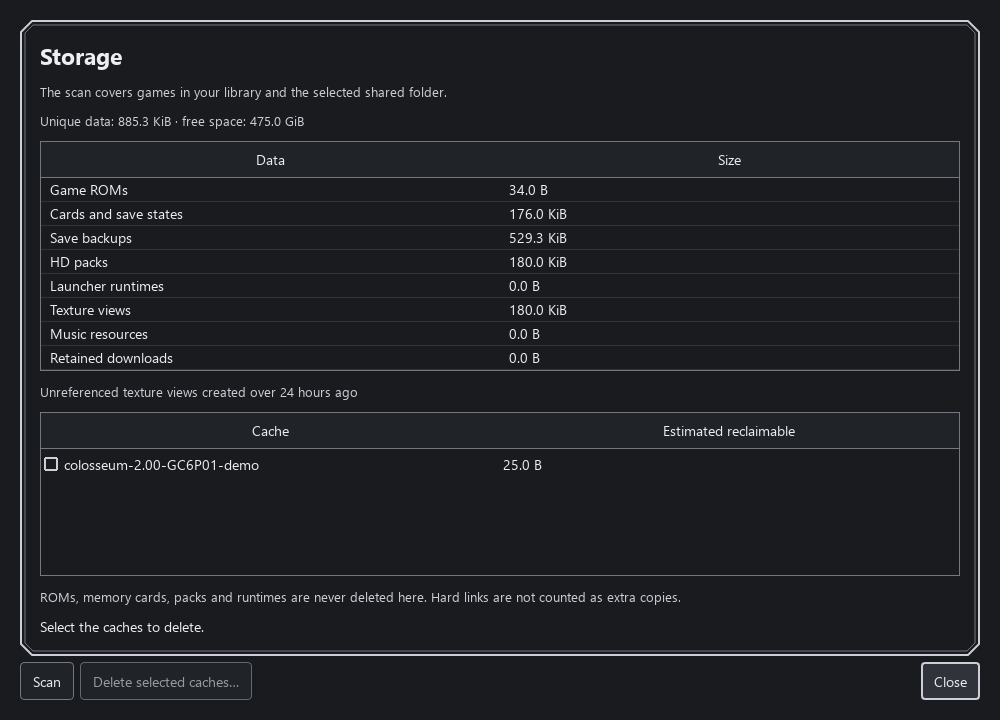 Storage
The scan covers games in your library and the selected shared folder.
Unique data: 885.3 KiB · free space: 475.0 GiB
Data Size
Game ROMs 34.0 B
Cards and save states 176.0 KiB
Save backups 529.3 KiB
HD packs 180.0 KiB
Launcher runtimes 0.0 B
Texture views 180.0 KiB
Music resources 0.0 B
Retained downloads 0.0 B
Unreferenced texture views created over 24 hours ago
Cache Estimated reclaimable
colosseum-2.00-GC6P01-demo 25.0 B
ROMs, memory cards, packs and runtimes are never deleted here. Hard links are not counted as extra copies.
Select the caches to delete.
Scan Delete selected caches... Close